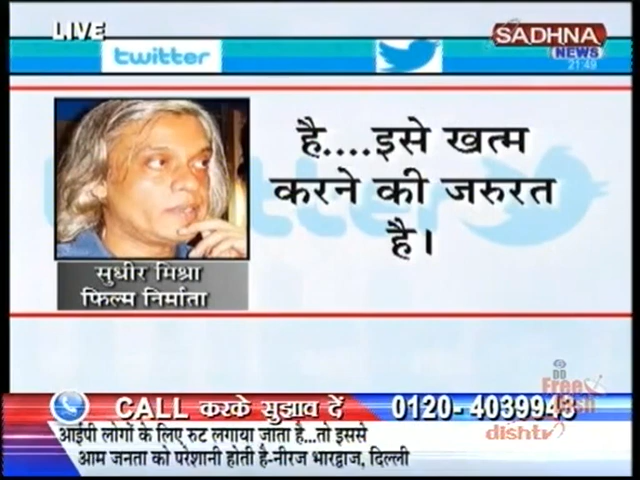 LIVE
SADHNA
NEWS
21:49
twitter
है....इसे खत्म
करने की जरुरत
है।
सुधीर मिश्रा
फिल्म निर्माता
DD
Free
dish
CALL करके सुझाव दें 0120-4039943
dishtv
आईपी लोगों के लिए रुट लगाया जाता है...तो इससे
आम जनता को परेशानी होती है-नीरज भारद्वाज, दिल्ली